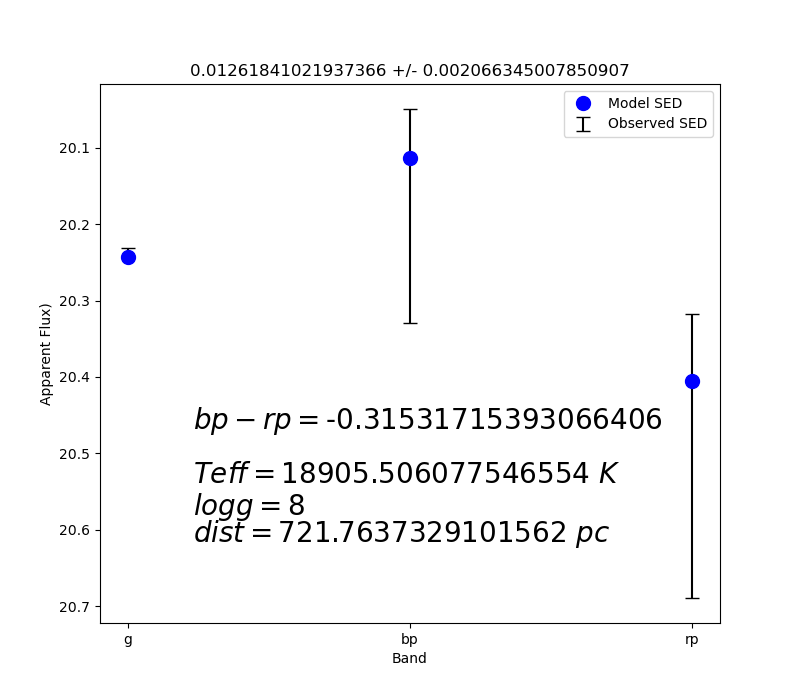 0.01261841021937366 +/- 0.002066345007850907
Model SED
Observed SED
20.1
20.2
20.3
20.4
20.5
20.6
20.7
Apparent Flux)
bp − rp = -0.31531715393066406
Teff = 18905.506077546554 K
logg = 8
dist = 721.7637329101562 pc
g bp rp
Band